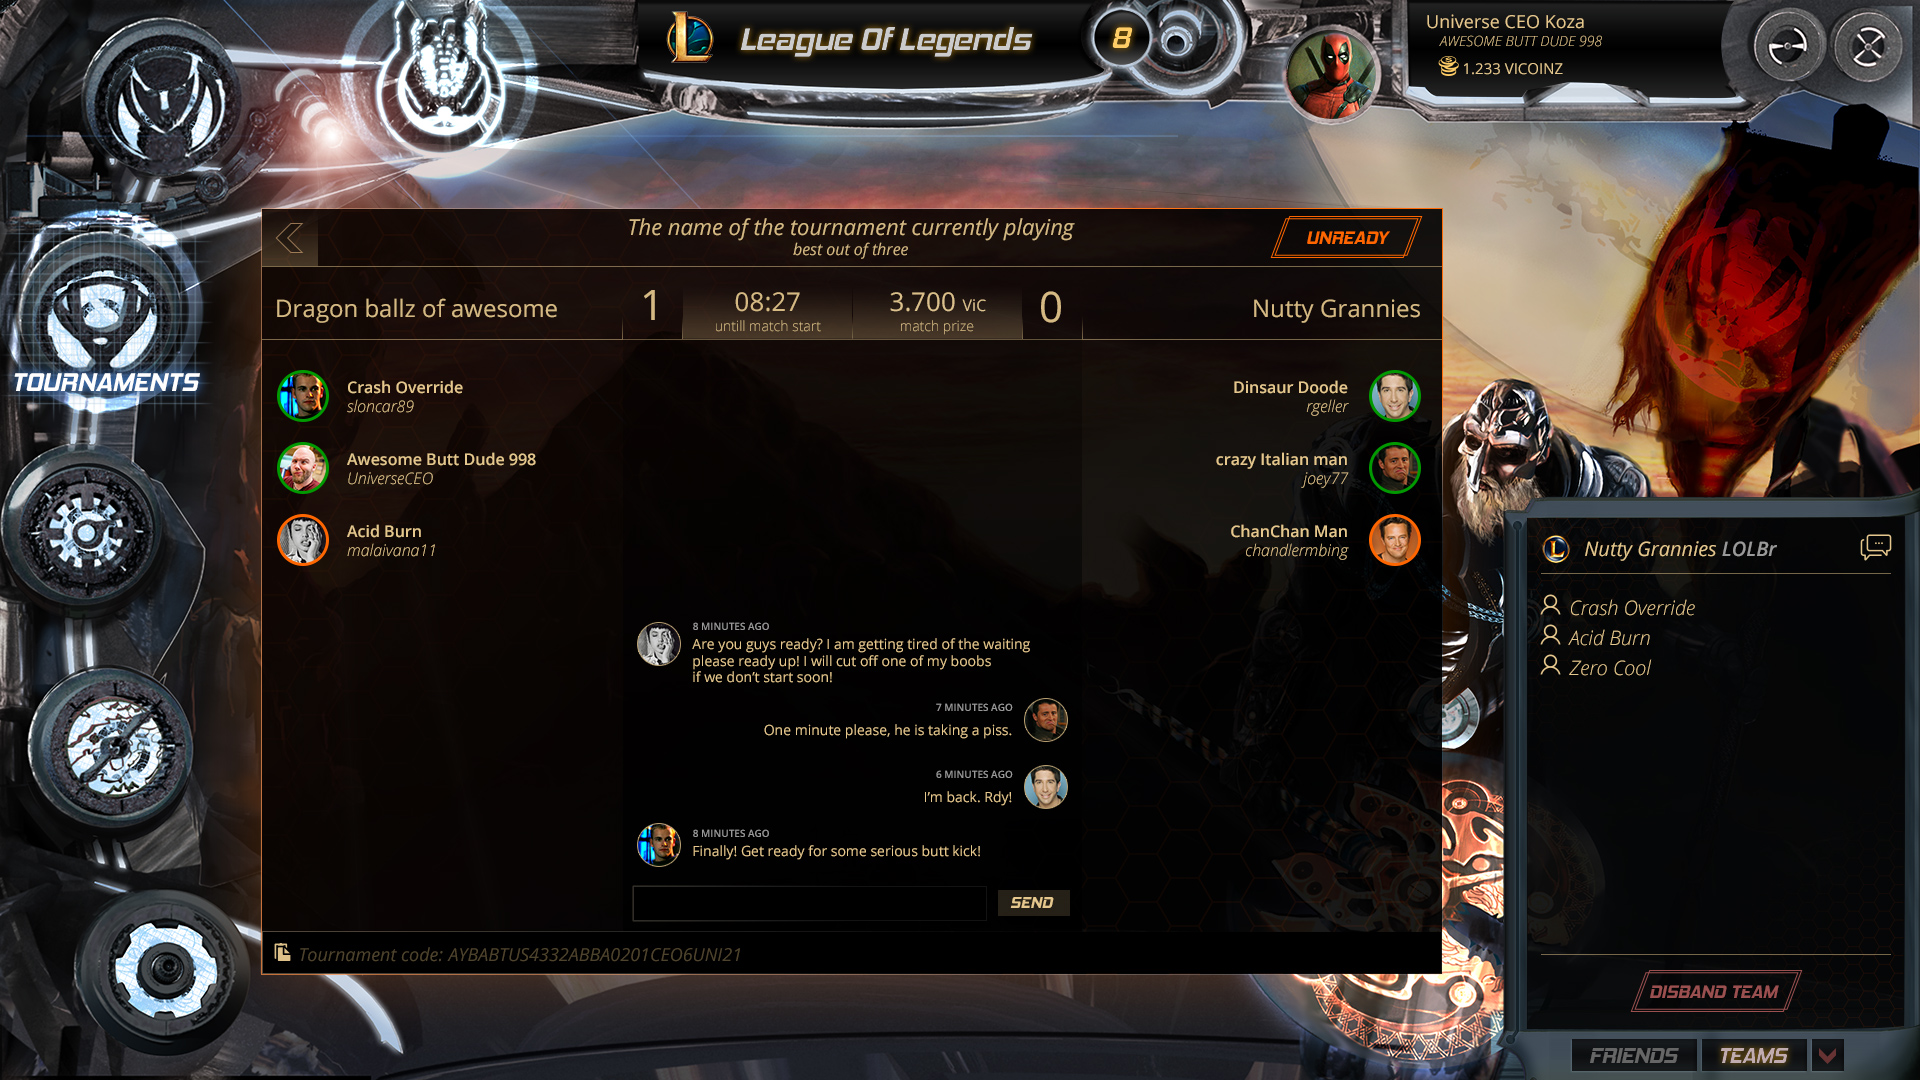 League Of Legends
8
Universe CEO Koza
AWESOME BUTT DUDE 998
1.233 VICOINZ
The name of the tournament currently playing
best out of three
UNREADY
Dragon ballz of awesome
1
08:27
untill match start
3.700 ViC
match prize
0
Nutty Grannies
TOURNAMENTS
Crash Override
sloncar89
Awesome Butt Dude 998
UniverseCEO
Acid Burn
malaivana11
Dinsaur Doode
rgeller
crazy Italian man
joey77
ChanChan Man
chandlermbing
8 MINUTES AGO
Are you guys ready? I am getting tired of the waiting
please ready up! I will cut off one of my boobs
if we don't start soon!
7 MINUTES AGO
One minute please, he is taking a piss.
6 MINUTES AGO
I'm back. Rdy!
8 MINUTES AGO
Finally! Get ready for some serious butt kick!
SEND
Tournament code: AYBABTUS4332ABBA0201CEO6UNI21
Nutty Grannies LOLBr
Crash Override
Acid Burn
Zero Cool
DISBAND TEAM
FRIENDS
TEAMS